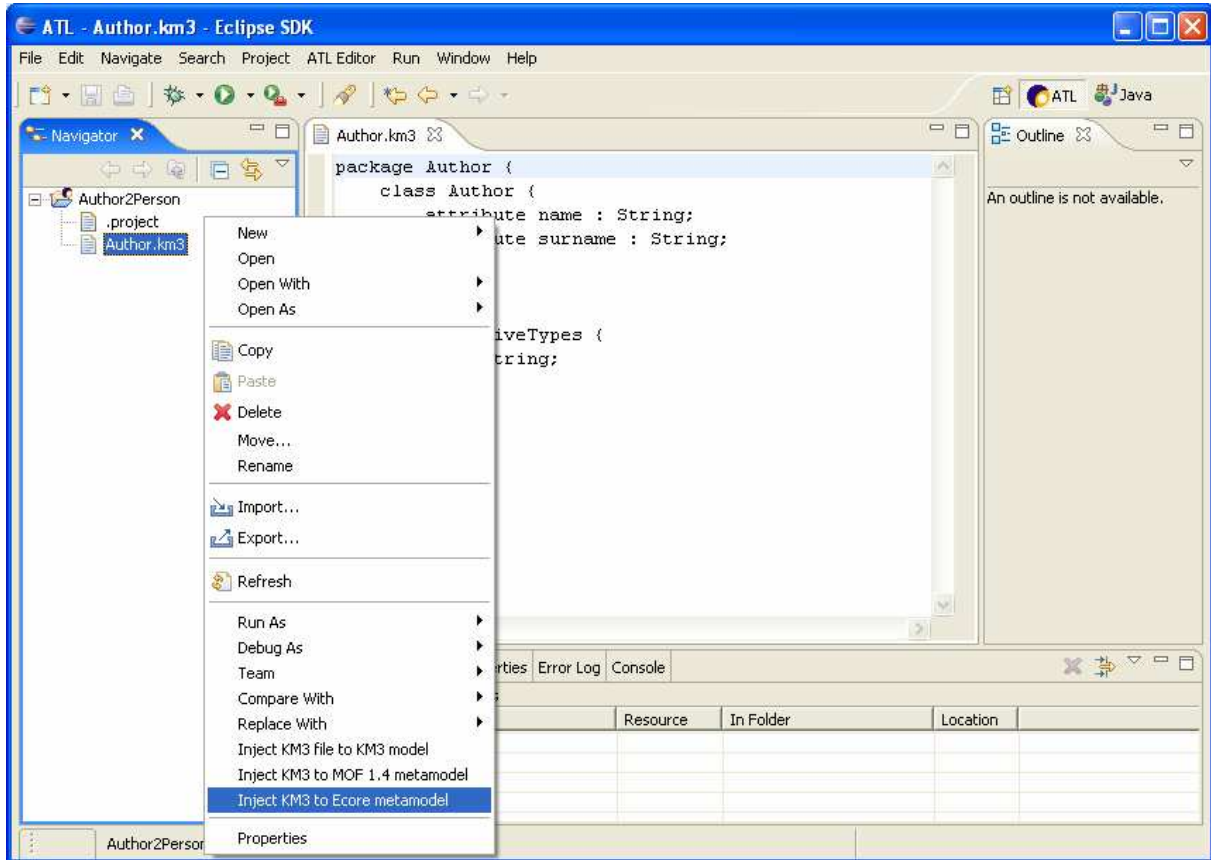 ATL - Author.km3 - Eclipse SDK
File Edit Navigate Search Project ATL Editor Run Window Help
ATL Java
Navigator
Author.km3
Outline
Author2Person
.project
Author.km3
package Author {
class Author {
attribute name : String;
ute surname : String;
iveTypes {
tring;
An outline is not available.
New
Open
Open With
Open As
Copy
Paste
Delete
Move...
Rename
Import...
Export...
Refresh
Run As
Debug As
Team
Compare With
Replace With
Inject KM3 file to KM3 model
Inject KM3 to MOF 1.4 metamodel
Inject KM3 to Ecore metamodel
Properties
rties Error Log Console
Resource In Folder Location
Author2Person